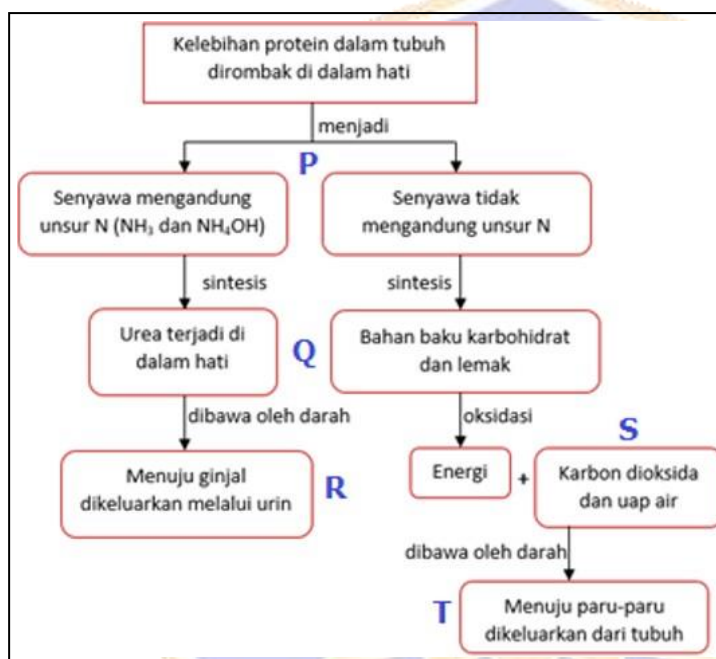 Kelebihan protein dalam tubuh
dirombak di dalam hati
menjadi
P
Senyawa mengandung
unsur N (NH₃ dan NH₄OH)
Senyawa tidak
mengandung unsur N
sintesis
sintesis
Urea terjadi di
dalam hati
Q
Bahan baku karbohidrat
dan lemak
dibawa oleh darah
oksidasi
S
Menuju ginjal
dikeluarkan melalui urin
R
Energi
+
Karbon dioksida
dan uap air
dibawa oleh darah
T
Menuju paru-paru
dikeluarkan dari tubuh